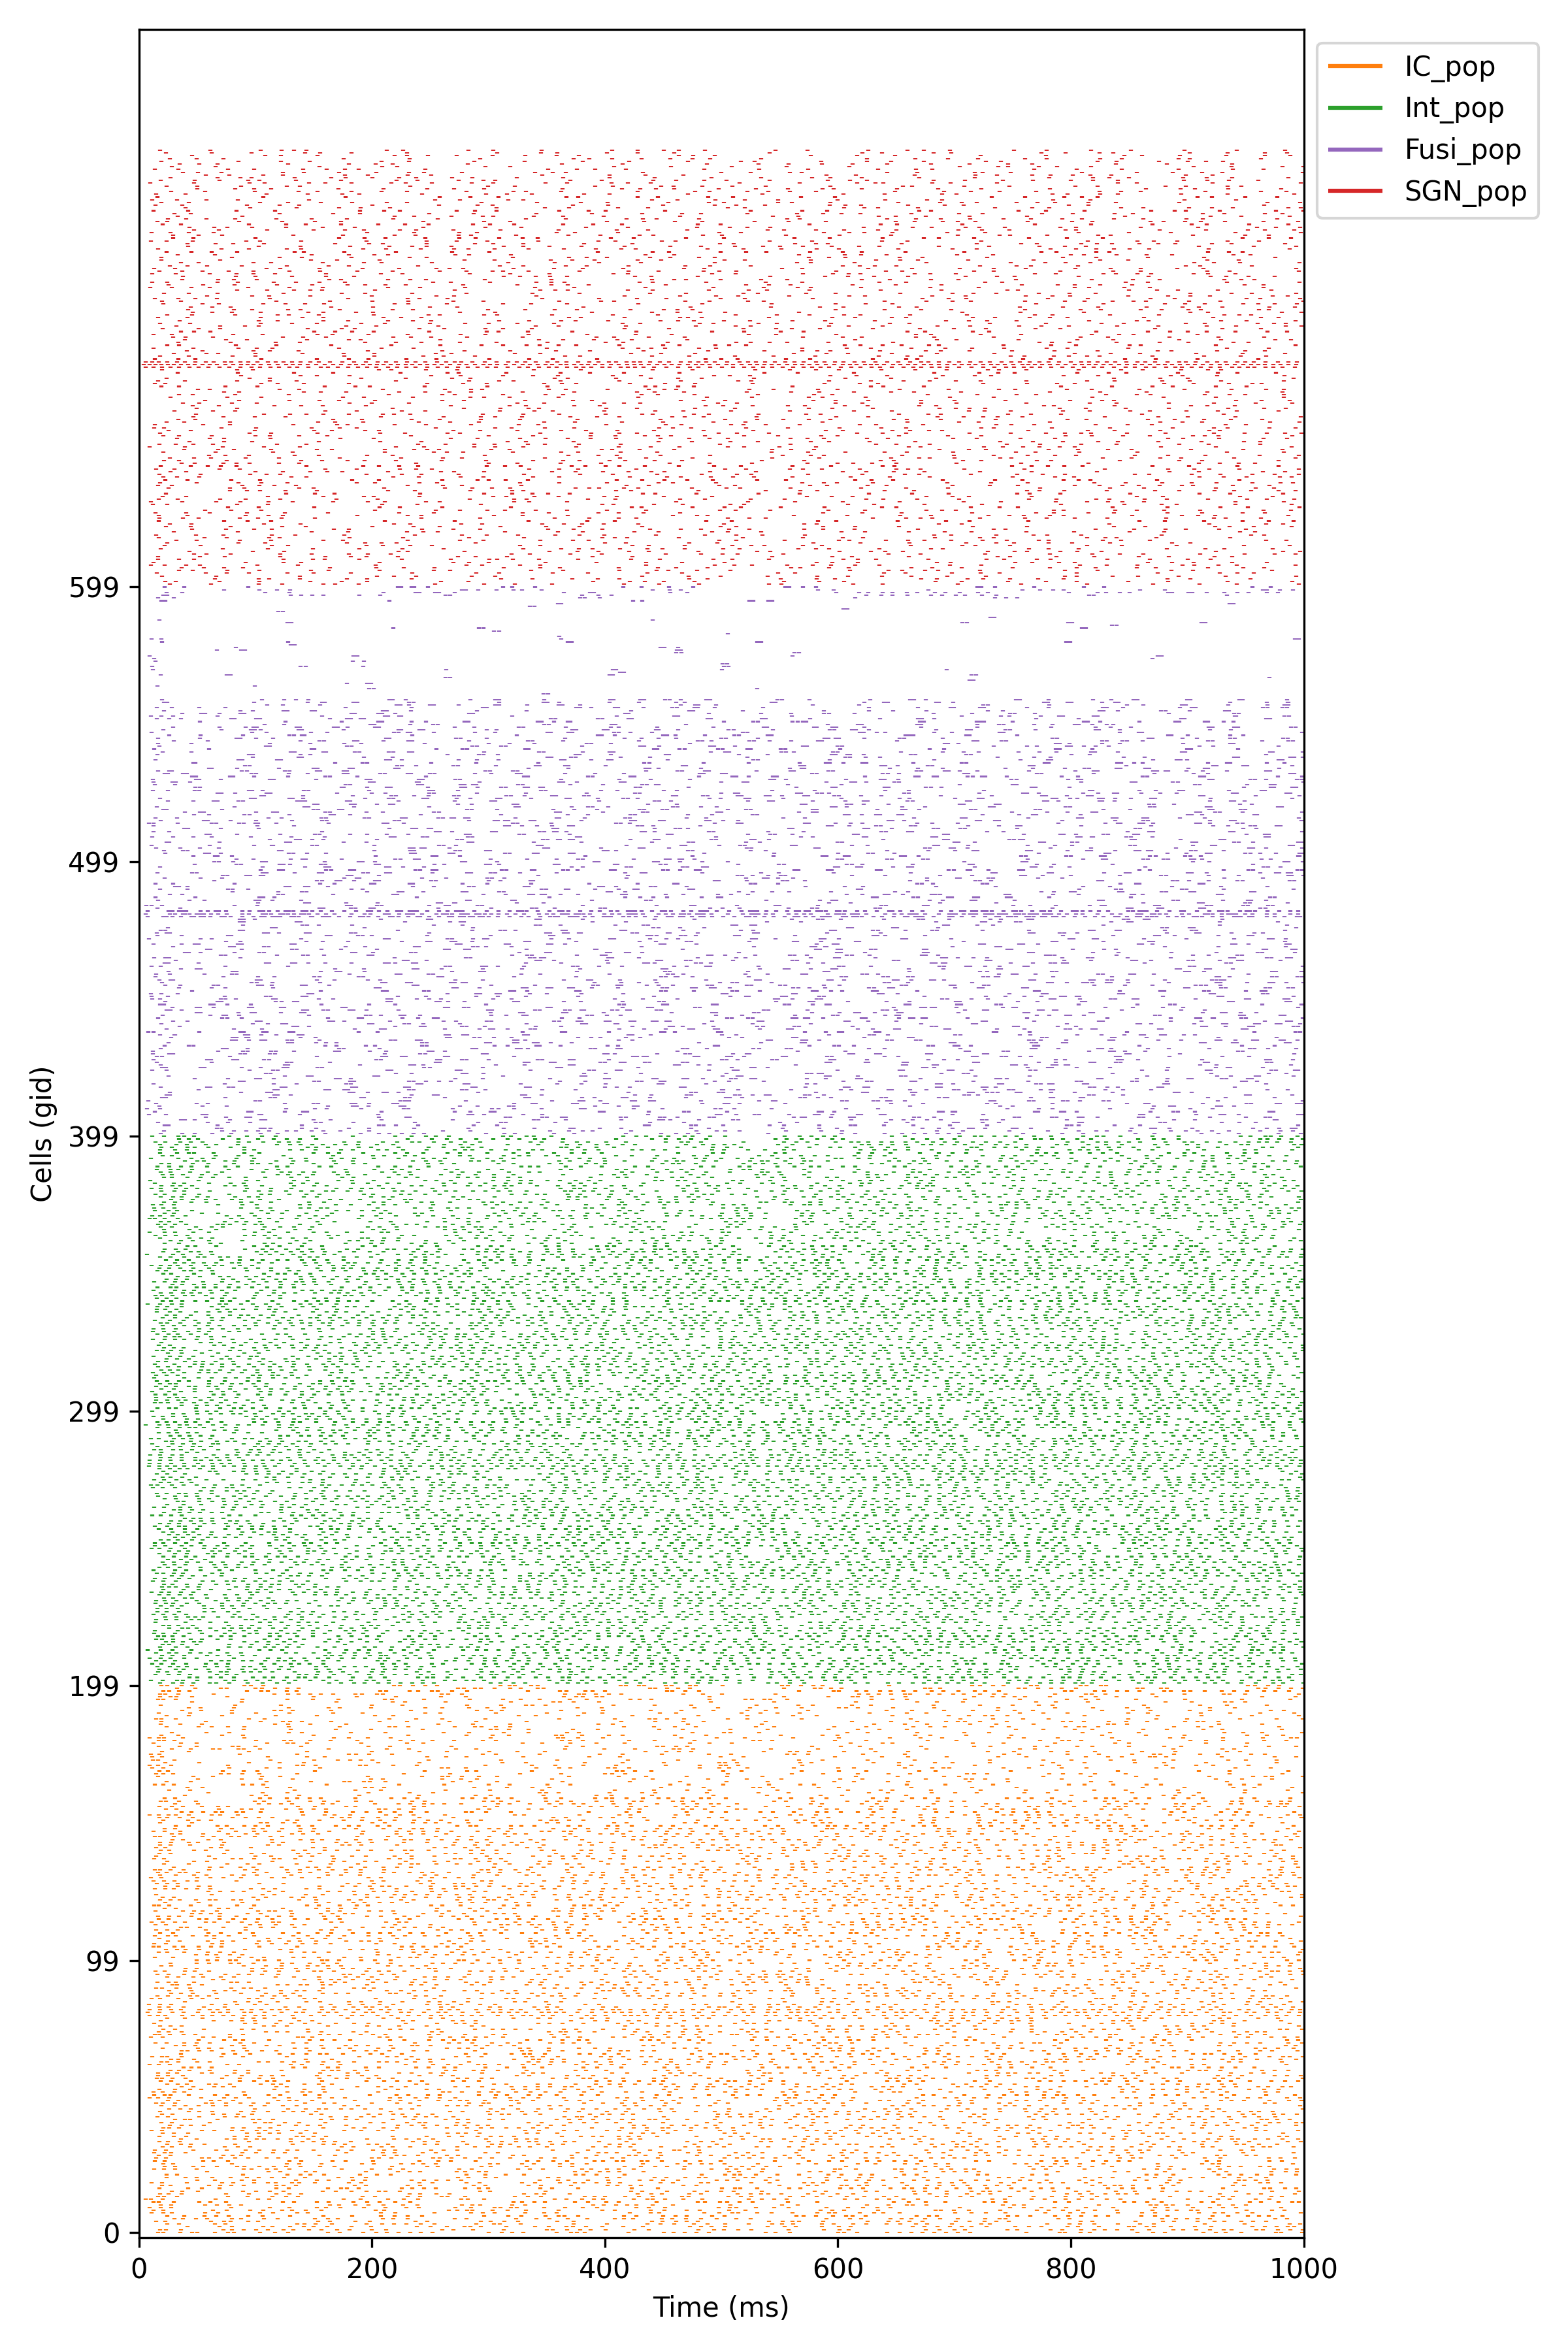 IC_pop
Int_pop
Fusi_pop
SGN_pop
599
499
399
299
199
99
0
Cells (gid)
0 200 400 600 800 1000
Time (ms)